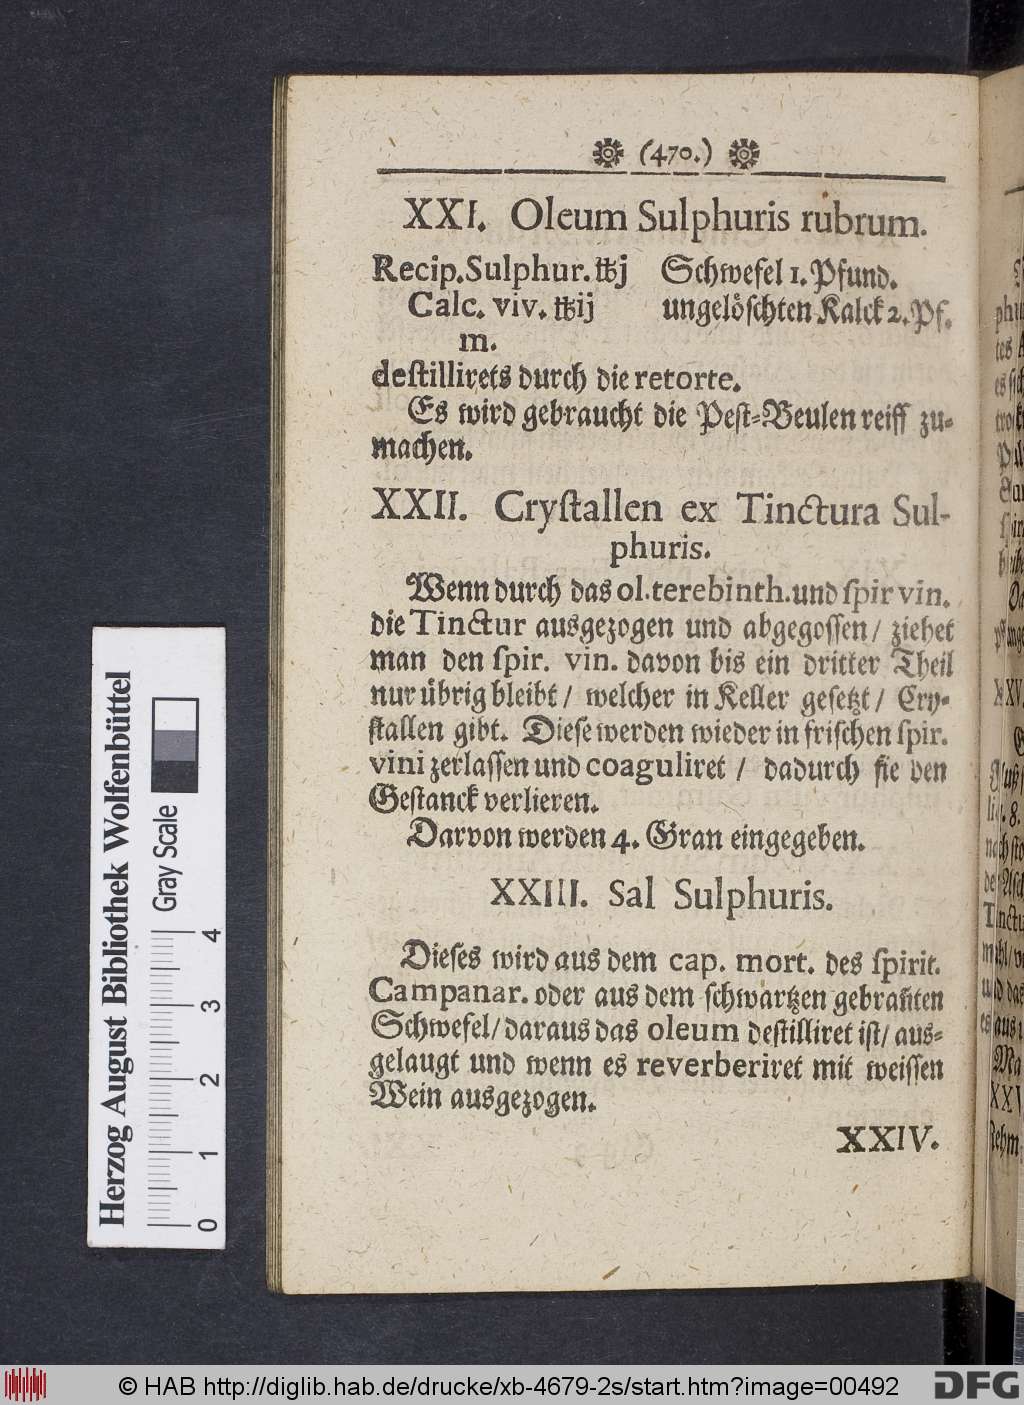 (470.)
XXI. Oleum Sulphuris rubrum.
Recip. Sulphur. ℔j Schwefel 1. Pfund.
Calc. viv. ℔ij ungelöschten Kalck 2. Pf.
m.
destillirets durch die retorte.
Es wird gebraucht die Pest-Beulen reiff zu-
machen.
XXII. Crystallen ex Tinctura Sul-
phuris.
Wenn durch das ol. terebinth. und spir vin.
die Tinctur ausgezogen und abgegossen/ ziehet
man den spir. vin. davon bis ein dritter Theil
nur übrig bleibt/ welcher in Keller gesetzt/ Cry-
stallen gibt. Diese werden wieder in frischen spir.
vini zerlassen und coaguliret / dadurch sie den
Gestanck verlieren.
Darvon werden 4. Gran eingegeben.
XXIII. Sal Sulphuris.
Dieses wird aus dem cap. mort. des spirit.
Campanar. oder aus dem schwartzen gebrañten
Schwefel/ daraus das oleum destilliret ist/ aus-
gelaugt und wenn es reverberiret mit weissen
Wein ausgezogen.
XXIV.
Herzog August Bibliothek Wolfenbüttel
Gray Scale
0 1 2 3 4
© HAB http://diglib.hab.de/drucke/xb-4679-2s/start.htm?image=00492
DFG